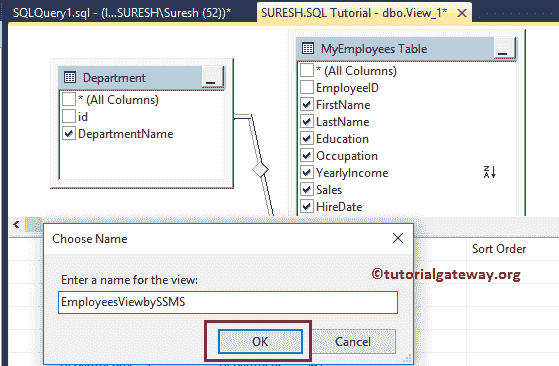 SQLQuery1.sql - (l...SURESH\Suresh (52))*
SURESH.SQL Tutorial - dbo.View_1*
Department
* (All Columns)
id
DepartmentName
MyEmployees Table
* (All Columns)
EmployeeID
FirstName
LastName
Education
Occupation
YearlyIncome
Sales
HireDate
Sort Order
©tutorialgateway.org
Choose Name
Enter a name for the view:
EmployeesViewbySSMS
OK
Cancel